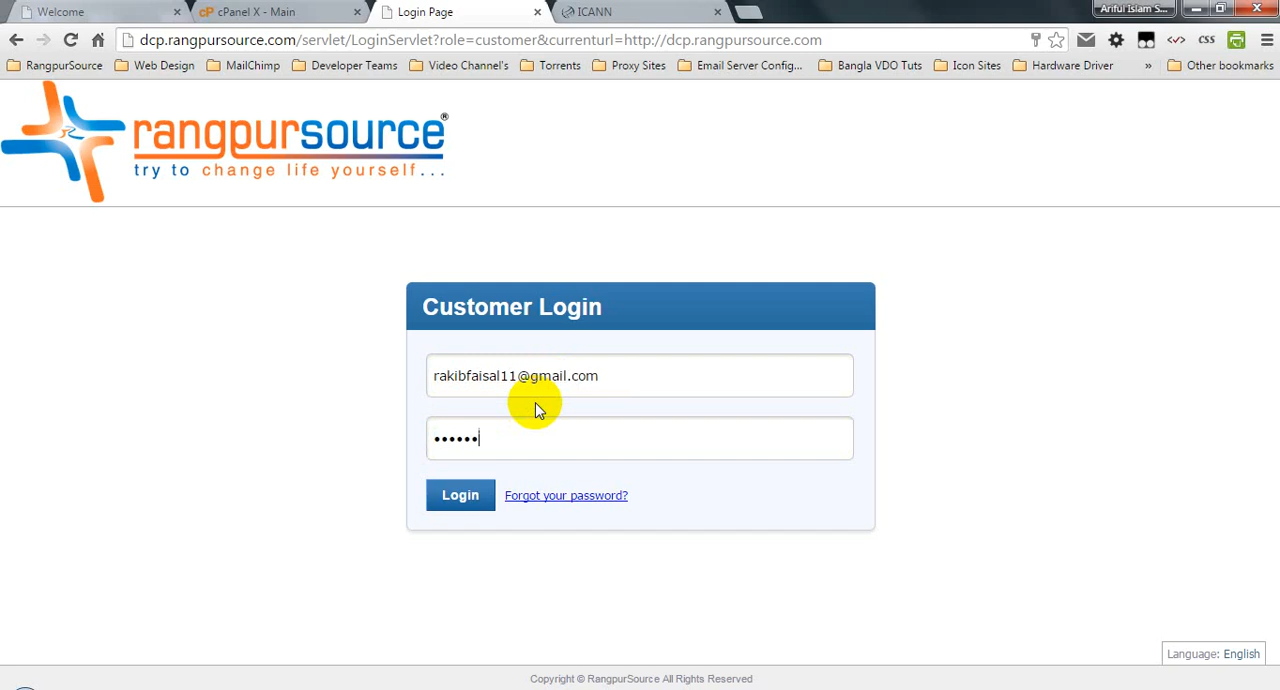 Welcome
cPanel X - Main
Login Page
ICANN
Ariful Islam S...
dcp.rangpursource.com/servlet/LoginServlet?role=customer&currenturl=http://dcp.rangpursource.com
CSS
RangpurSource
Web Design
MailChimp
Developer Teams
Video Channel's
Torrents
Proxy Sites
Email Server Config...
Bangla VDO Tuts
Icon Sites
Hardware Driver
»
Other bookmarks
rangpursource®
try to change life yourself...
Customer Login
rakibfaisal11@gmail.com
••••••
Login
Forgot your password?
Language: English
Copyright © RangpurSource All Rights Reserved